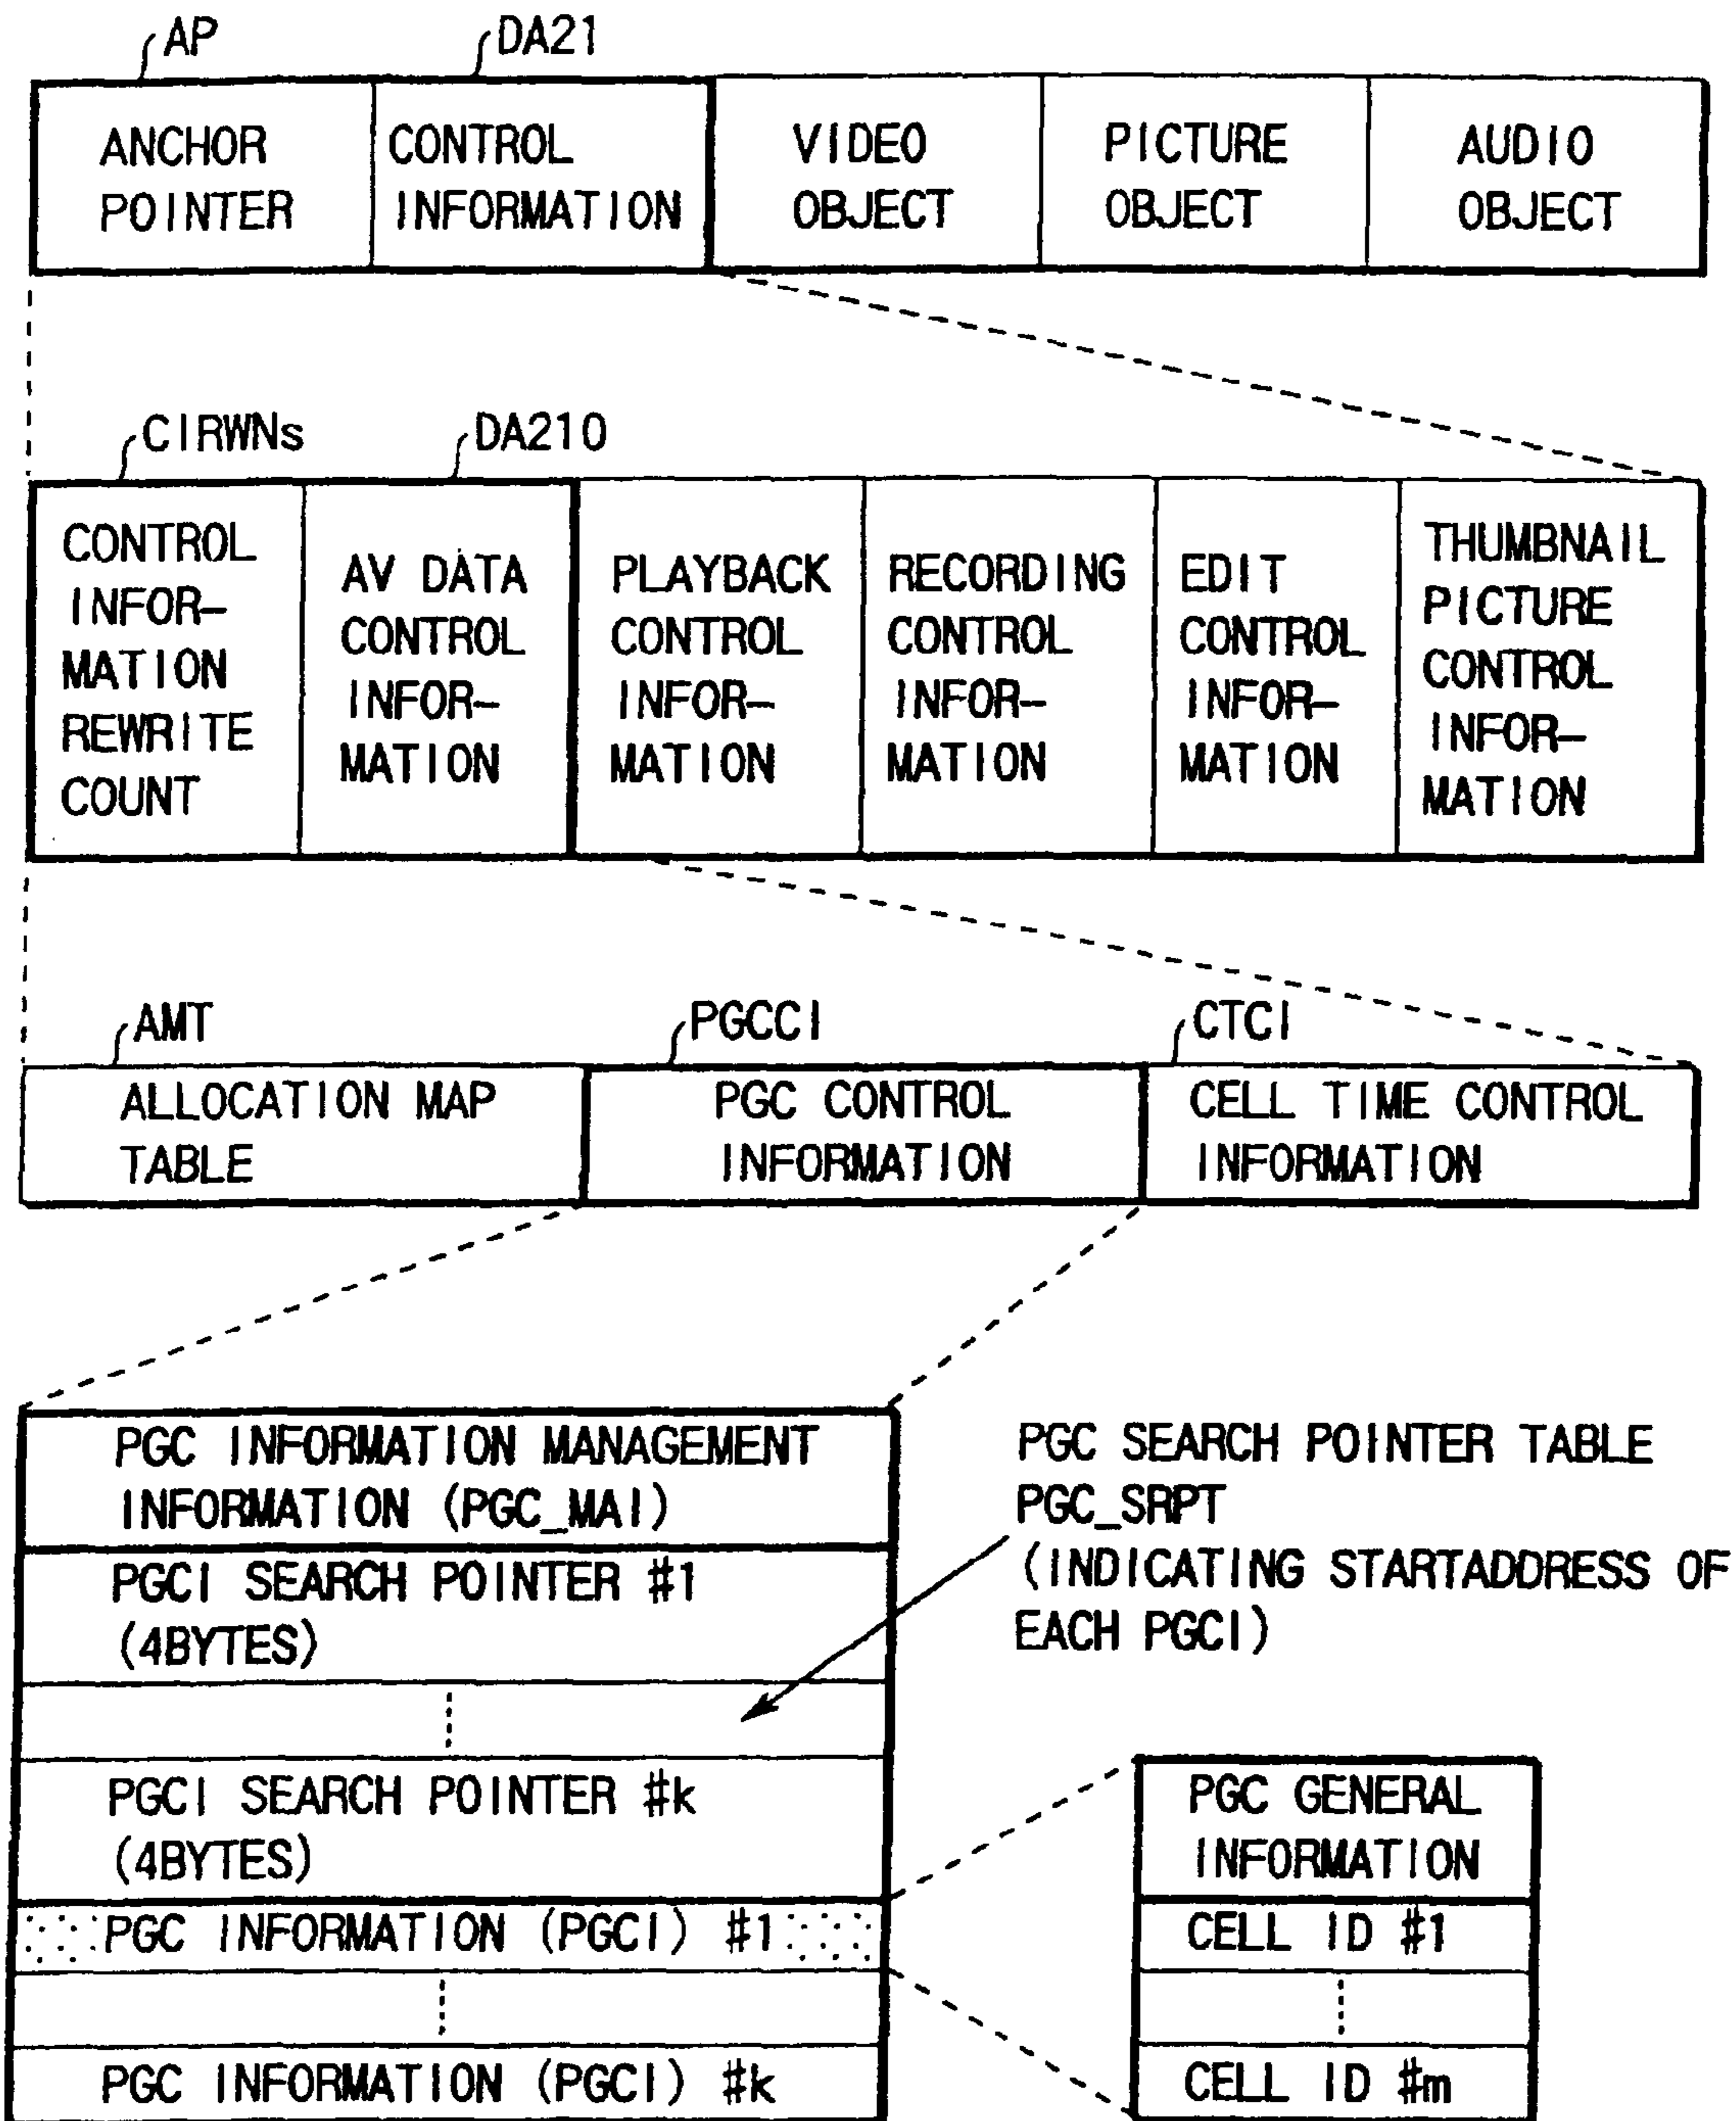 AP
DA21
ANCHOR
POINTER
CONTROL
INFORMATION
VIDEO
OBJECT
PICTURE
OBJECT
AUDIO
OBJECT
CIRWNs
DA210
CONTROL
INFOR-
MATION
REWRITE
COUNT
AV DATA
CONTROL
INFOR-
MATION
PLAYBACK
CONTROL
INFOR-
MATION
RECORDING
CONTROL
INFOR-
MATION
EDIT
CONTROL
INFOR-
MATION
THUMBNAIL
PICTURE
CONTROL
INFOR-
MATION
AMT
PGCCI
CTCI
ALLOCATION MAP
TABLE
PGC CONTROL
INFORMATION
CELL TIME CONTROL
INFORMATION
PGC INFORMATION MANAGEMENT
INFORMATION (PGC_MAI)
PGCI SEARCH POINTER #1
(4BYTES)
PGCI SEARCH POINTER #k
(4BYTES)
PGC INFORMATION (PGCI) #1
PGC INFORMATION (PGCI) #k
PGC SEARCH POINTER TABLE
PGC_SRPT
(INDICATING STARTADDRESS OF
EACH PGCI)
PGC GENERAL
INFORMATION
CELL ID #1
CELL ID #m